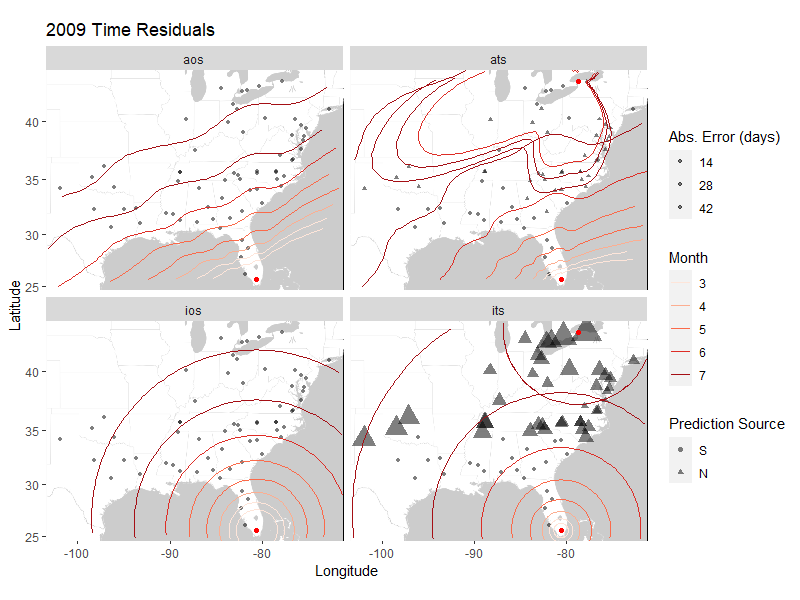 2009 Time Residuals
aos
ats
ios
its
40
35
30
25
40
35
30
25
Latitude
-100
-90
-80
-100
-90
-80
Longitude
Abs. Error (days)
14
28
42
Month
3
4
5
6
7
Prediction Source
S
N